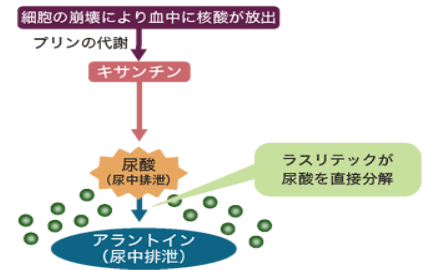 細胞の崩壊により血中に核酸が放出
プリンの代謝
キサンチン
尿酸
（尿中排泄）
ラスリテックが
尿酸を直接分解
アラントイン
（尿中排泄）